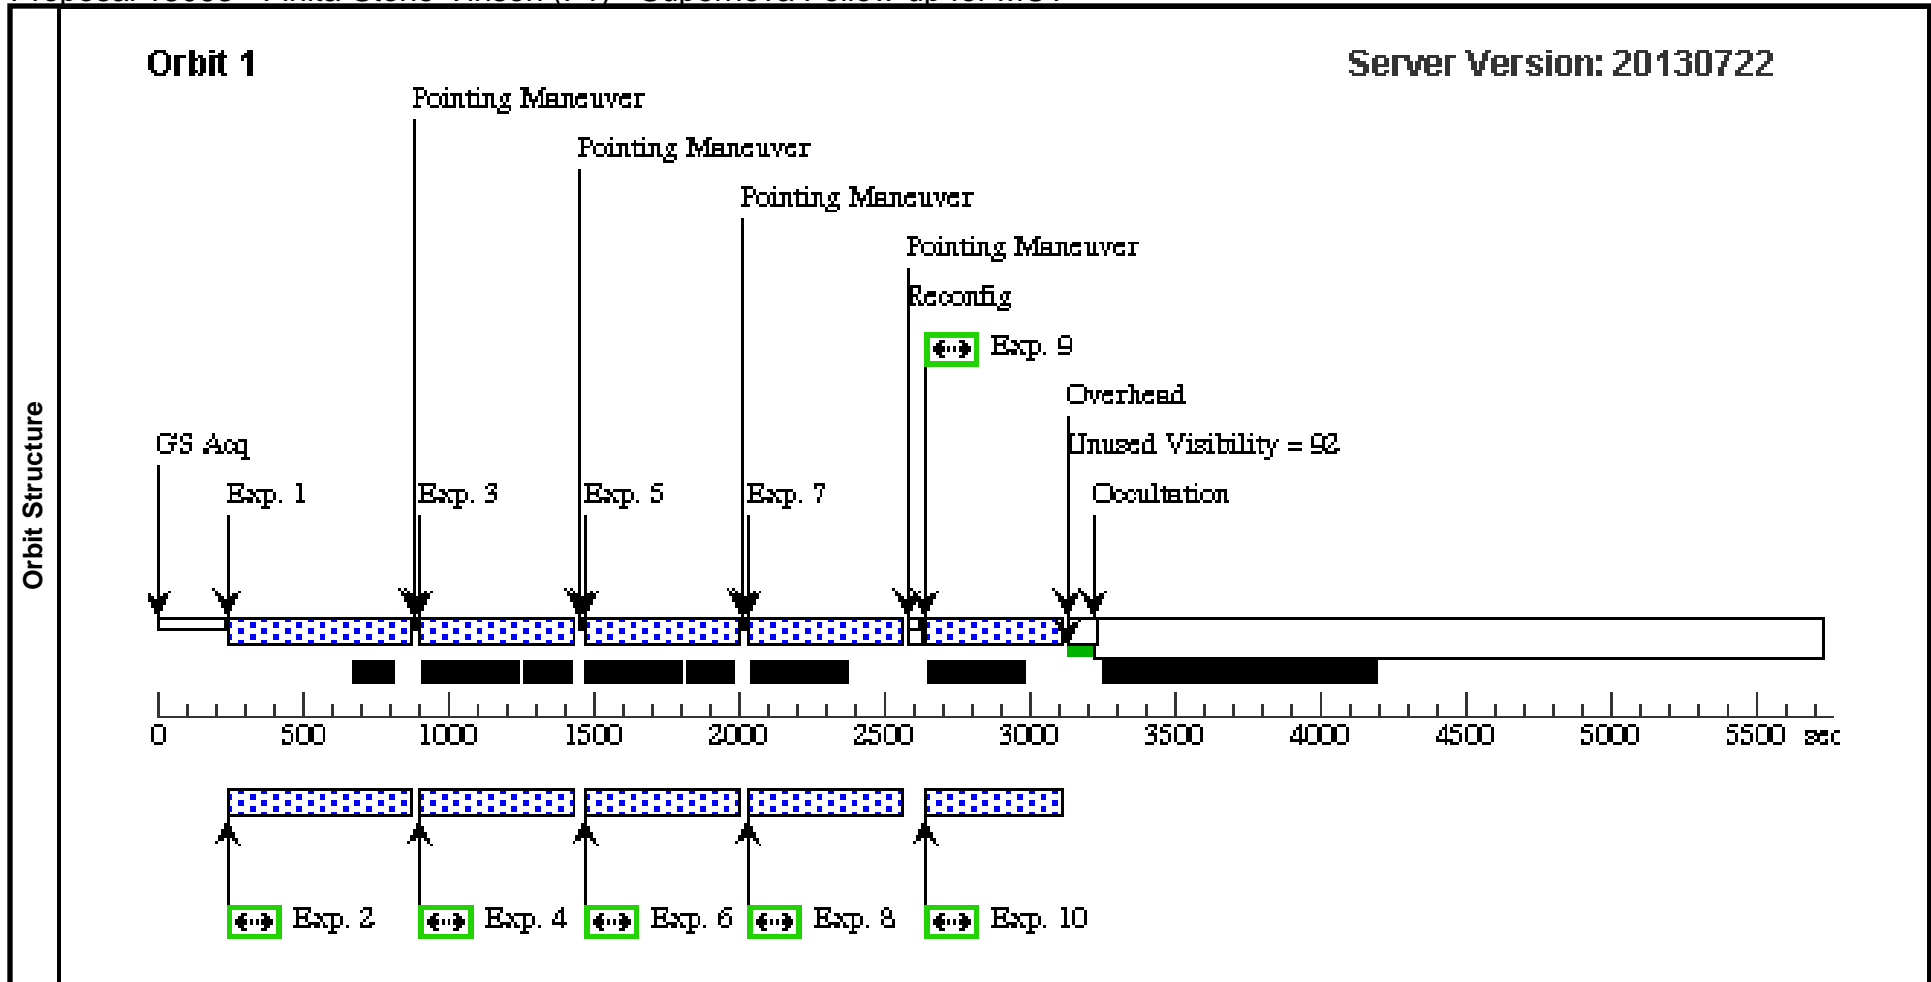 Orbit 1
Server Version: 20130722
Pointing Maneuver
Pointing Maneuver
Pointing Maneuver
Pointing Maneuver
Reconfig
Exp. 9
Overhead
GS Acq
Unused Visibility = 92
Exp. 1
Exp. 3
Exp. 5
Exp. 7
Occultation
Orbit Structure
0 500 1000 1500 2000 2500 3000 3500 4000 4500 5000 5500 sec
Exp. 2
Exp. 4
Exp. 6
Exp. 8
Exp. 10